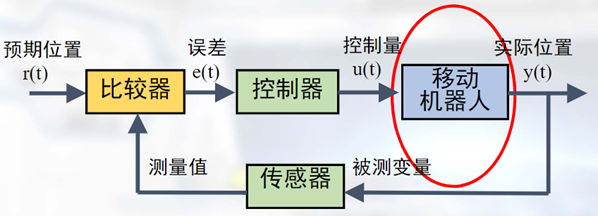 预期位置
r(t)
比较器
误差
e(t)
控制器
控制量
u(t)
移动
机器人
实际位置
y(t)
测量值
传感器
被测变量